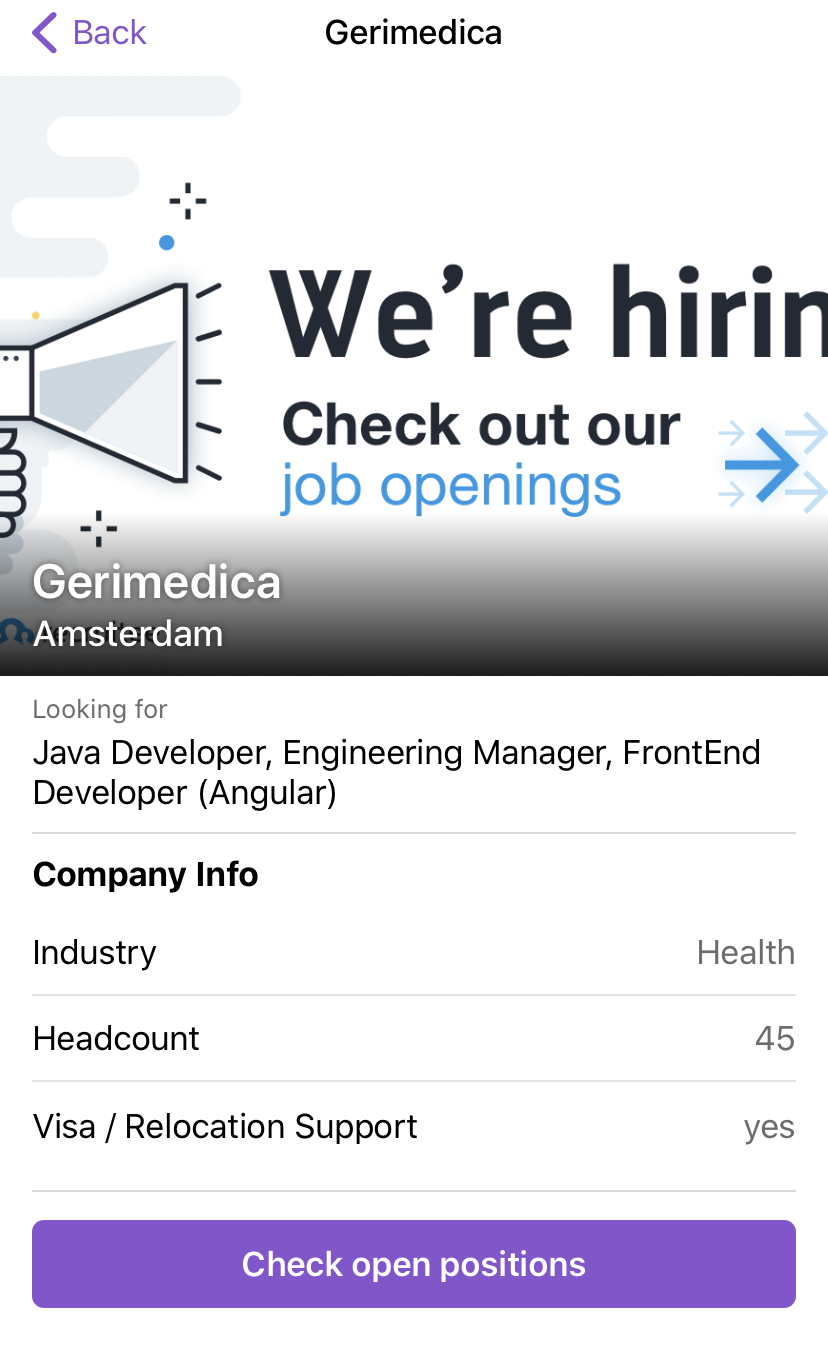 Back
Gerimedica
We're hirin
Check out our
job openings
Gerimedica
Amsterdam
Looking for
Java Developer, Engineering Manager, FrontEnd
Developer (Angular)
Company Info
Industry Health
Headcount 45
Visa / Relocation Support yes
Check open positions